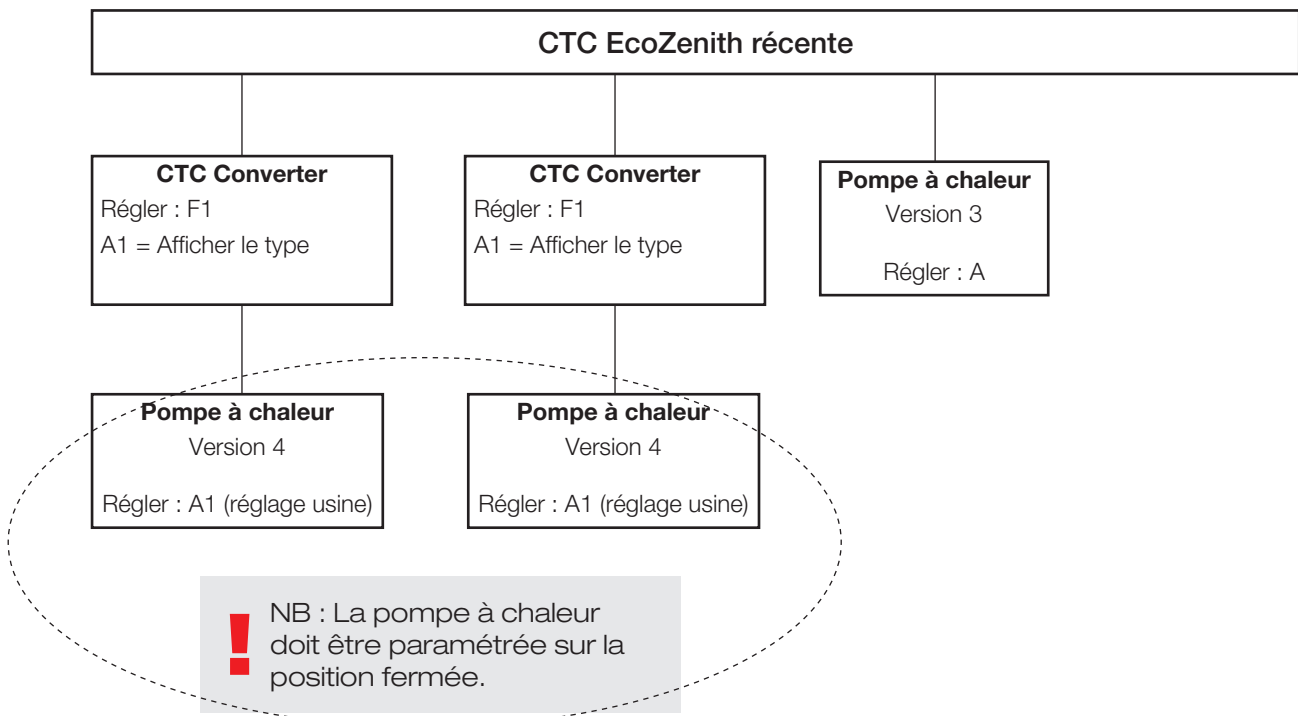 CTC EcoZenith récente
CTC Converter
Régler : F1
A1 = Afficher le type
CTC Converter
Régler : F1
A1 = Afficher le type
Pompe à chaleur
Version 3
Régler : A
Pompe à chaleur
Version 4
Régler : A1 (réglage usine)
Pompe à chaleur
Version 4
Régler : A1 (réglage usine)
! NB : La pompe à chaleur
doit être paramétrée sur la
position fermée.